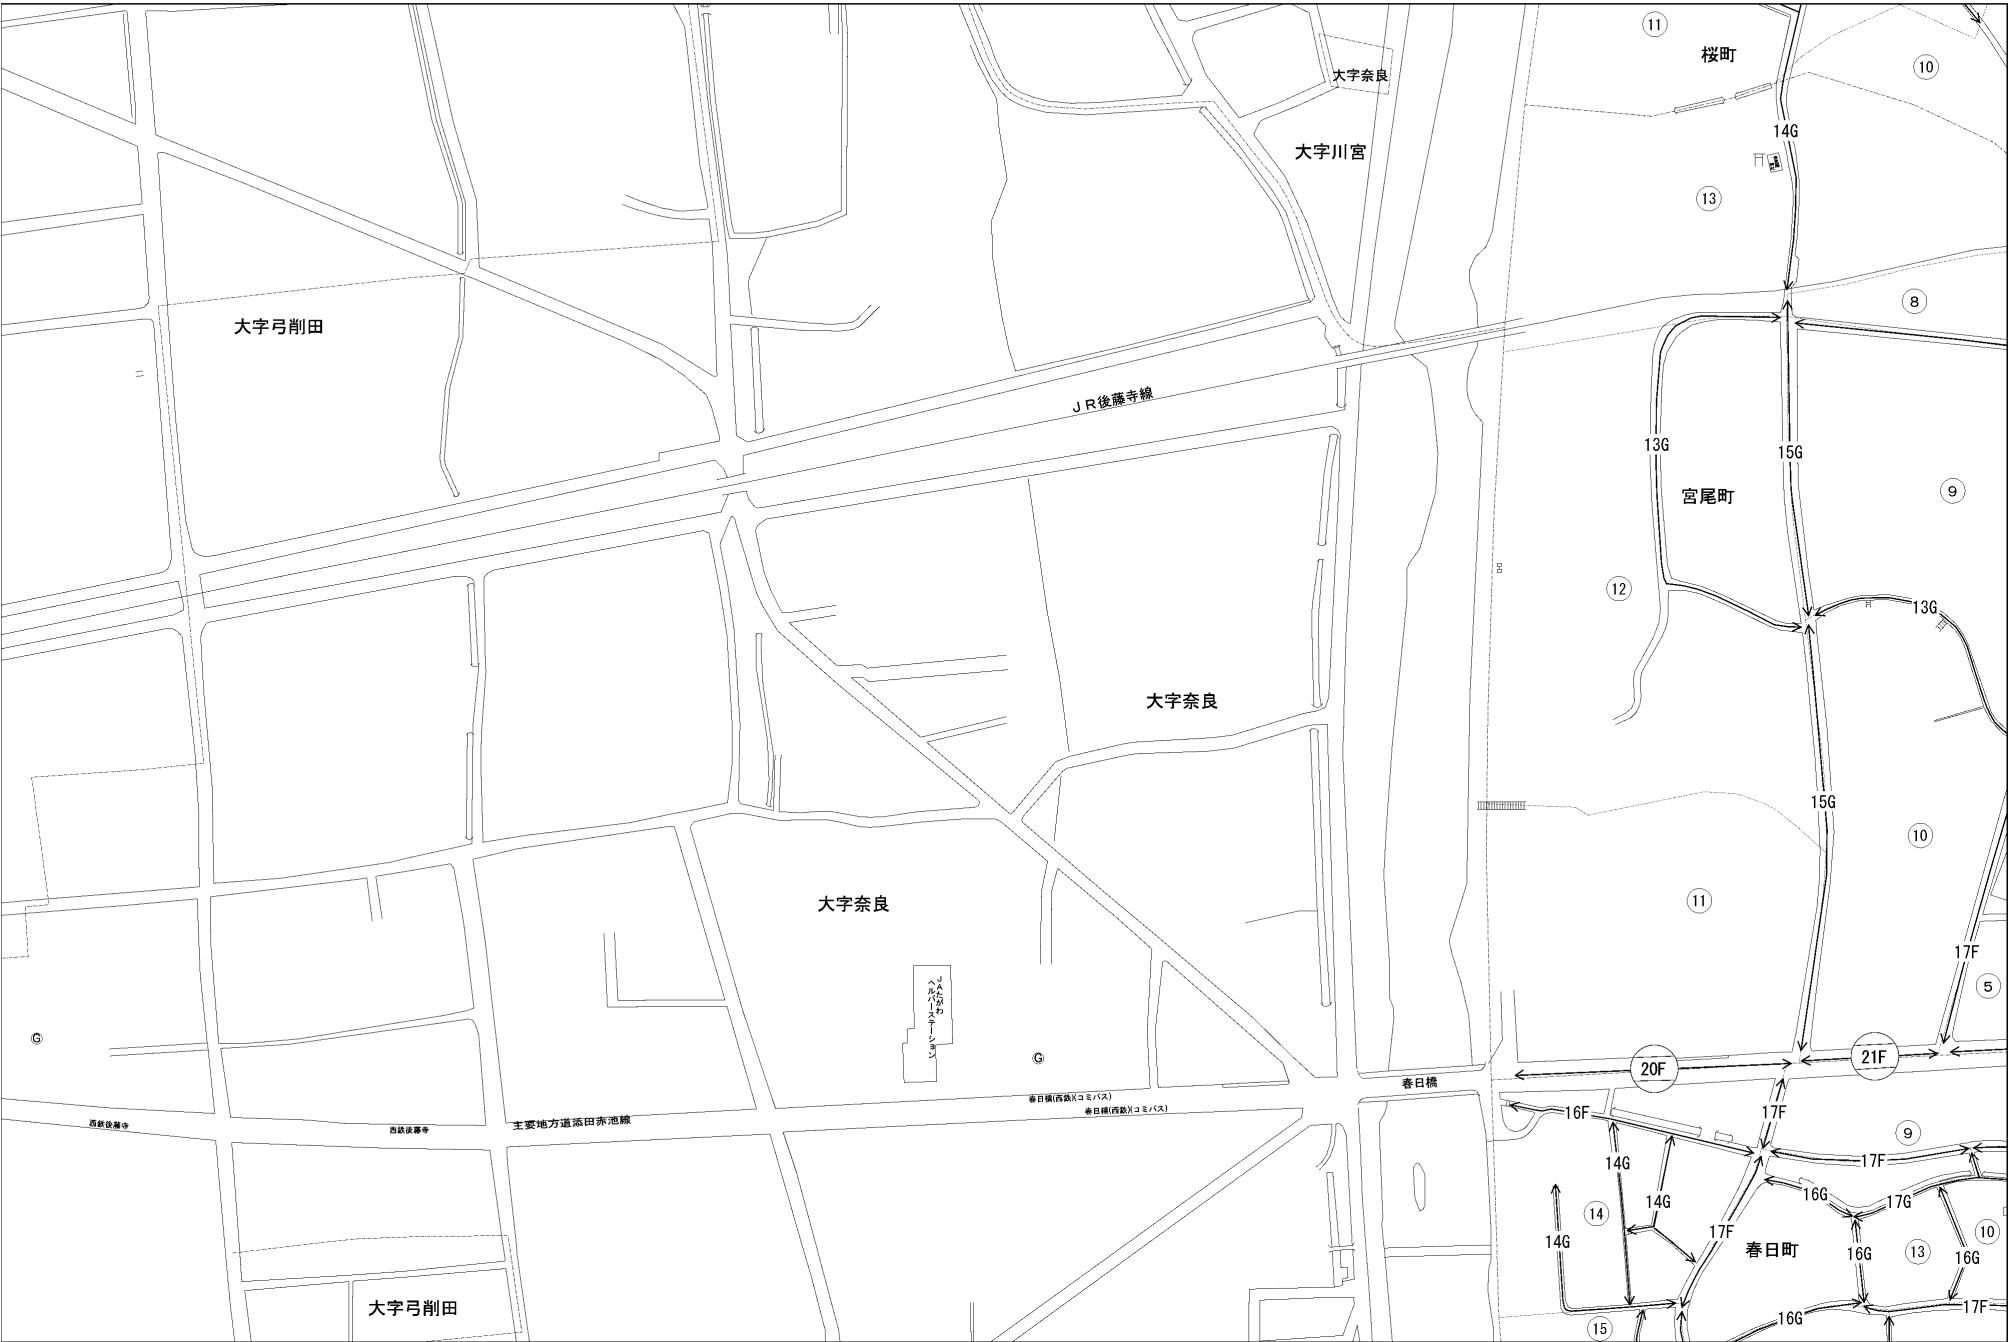 ⑪
桜町
⑩
大字奈良
14G
大字川宮
⑬
⑧
大字弓削田
JR後藤寺線
13G
15G
宮尾町
⑨
⑫
13G
大字奈良
15G
⑩
大字奈良
⑪
17F
JAたがわ
ヘルパーステーション
⑤
G
G
21F
20F
春日橋
春日橋(西鉄)(コミバス)
春日橋(西鉄)(コミバス)
16F
17F
西鉄後藤寺
西鉄後藤寺
主要地方道添田赤池線
⑨
14G
17F
14G
16G
17G
⑭
17F
⑩
14G
春日町
16G
⑬
16G
大字弓削田
17F
16G
⑮